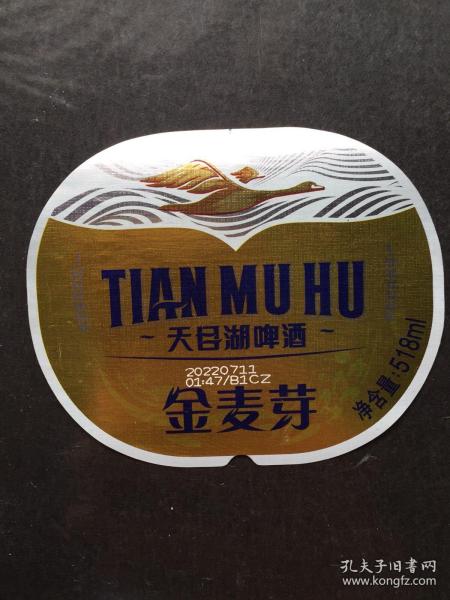 TIAN MU HU
~ 天目湖啤酒 ~
20220711
01:47/B1CZ
金麦芽
净含量:518ml
孔夫子旧书网
www.kongfz.com